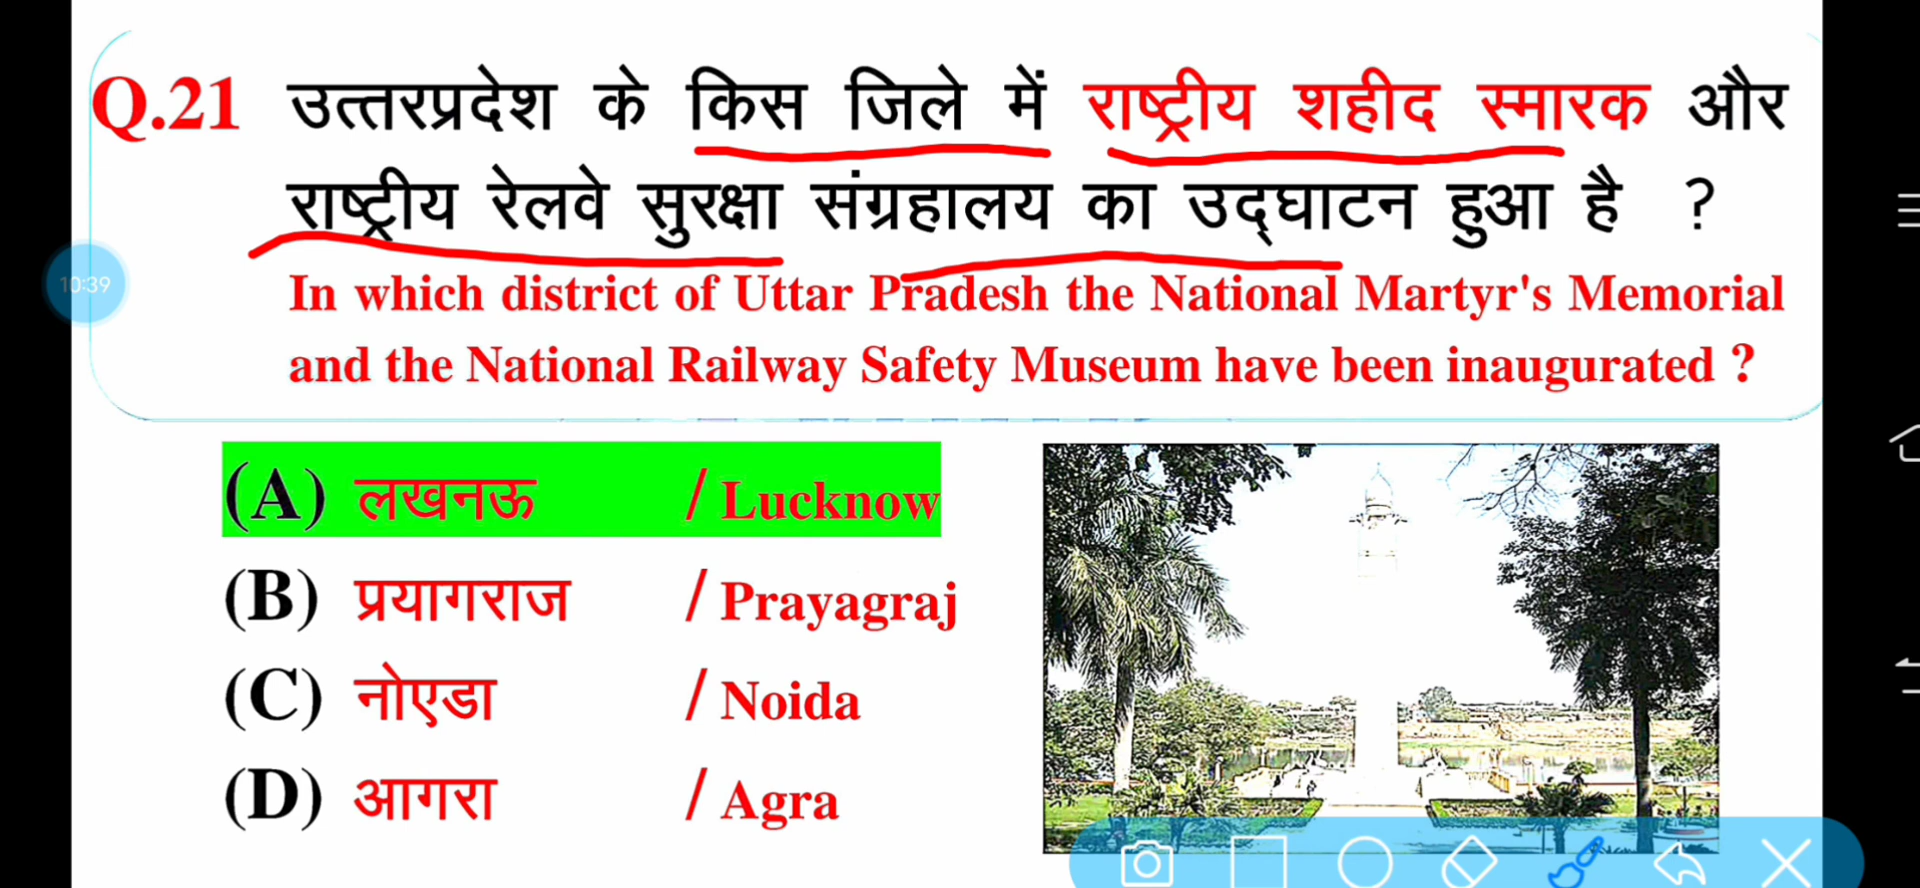 Q.21 उत्तरप्रदेश के किस जिले में राष्ट्रीय शहीद स्मारक और
राष्ट्रीय रेलवे सुरक्षा संग्रहालय का उद्घाटन हुआ है ?
10:39
In which district of Uttar Pradesh the National Martyr's Memorial
and the National Railway Safety Museum have been inaugurated ?
(A) लखनऊ / Lucknow
(B) प्रयागराज / Prayagraj
(C) नोएडा / Noida
(D) आगरा / Agra